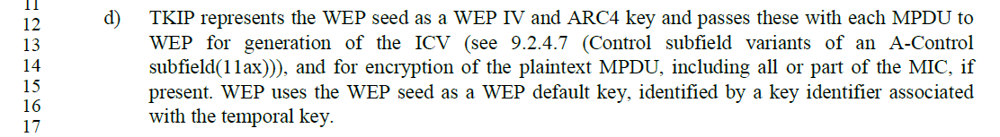 11
12 d) TKIP represents the WEP seed as a WEP IV and ARC4 key and passes these with each MPDU to
13 WEP for generation of the ICV (see 9.2.4.7 (Control subfield variants of an A-Control
14 subfield(11ax))), and for encryption of the plaintext MPDU, including all or part of the MIC, if
15 present. WEP uses the WEP seed as a WEP default key, identified by a key identifier associated
16 with the temporal key.
17